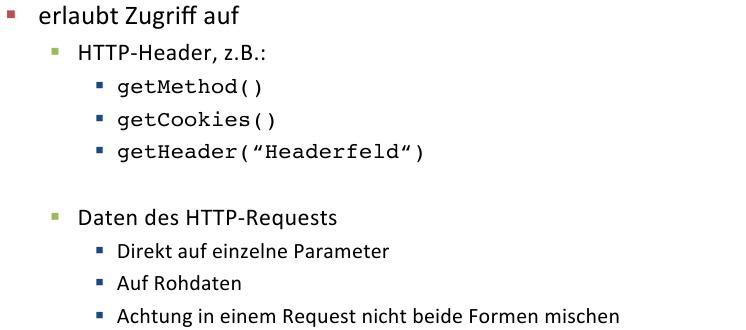 erlaubt Zugriff auf
HTTP-Header, z.B.:
getMethod()
getCookies()
getHeader(“Headerfeld“)
Daten des HTTP-Requests
Direkt auf einzelne Parameter
Auf Rohdaten
Achtung in einem Request nicht beide Formen mischen